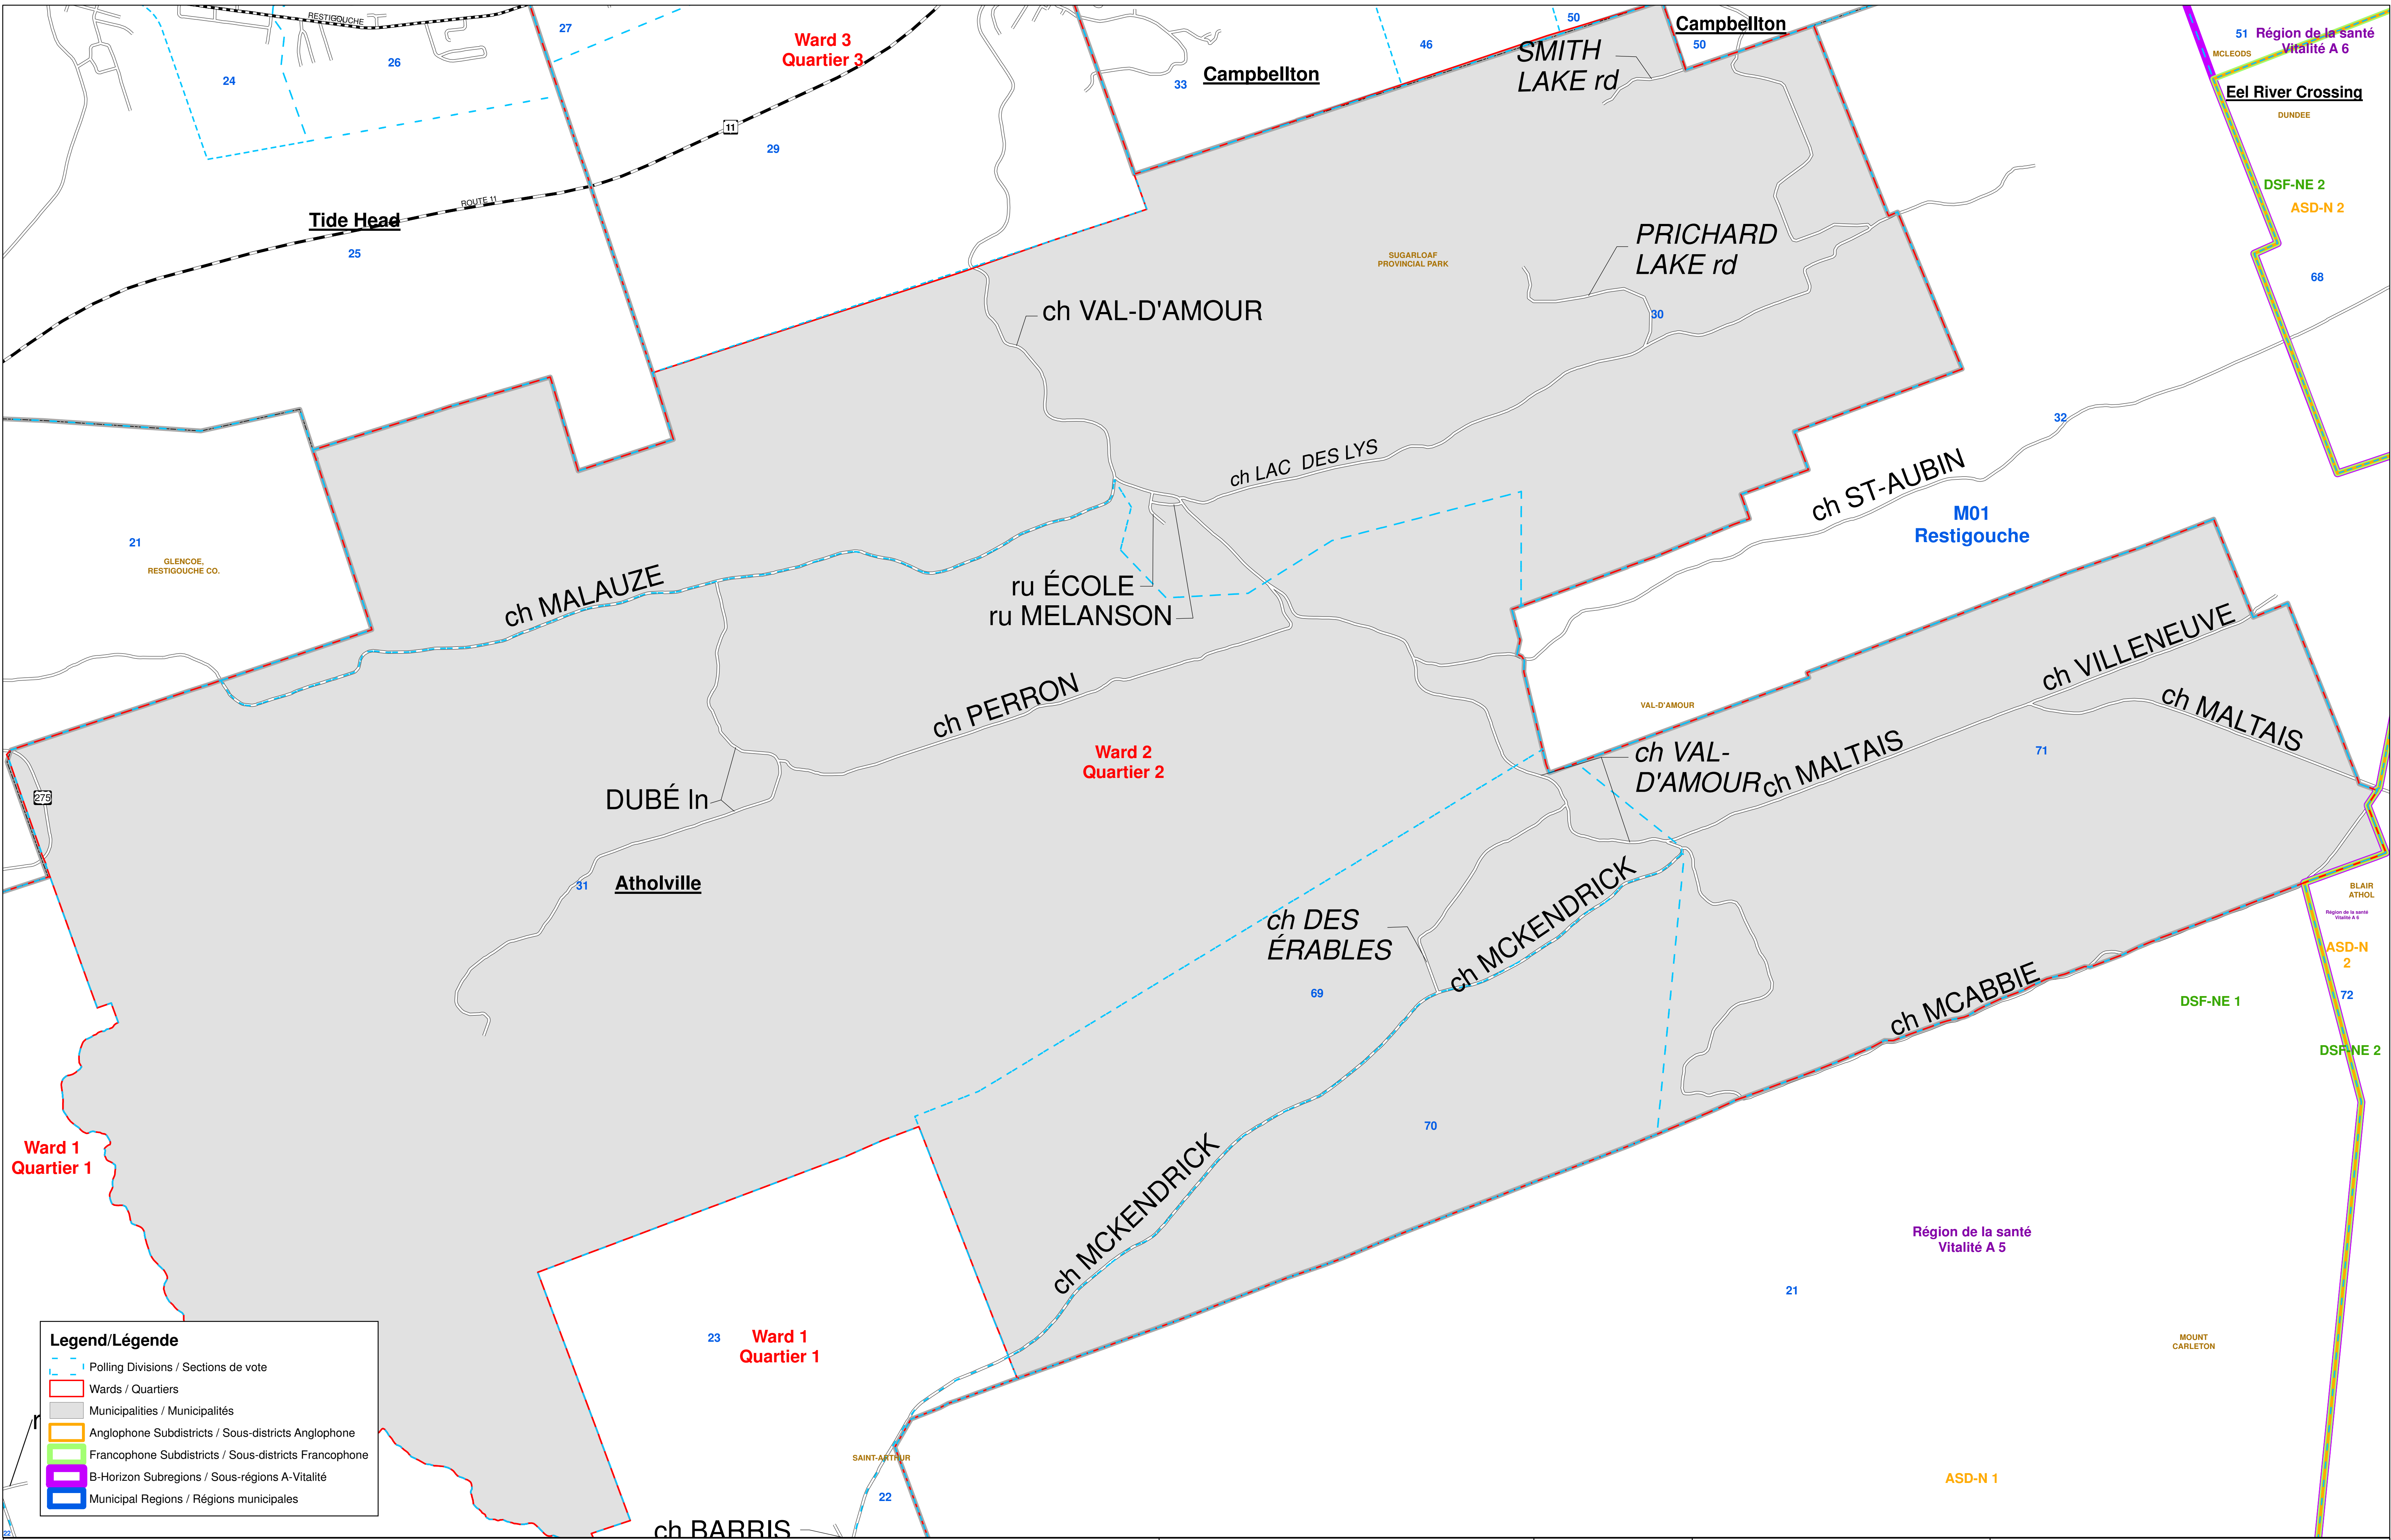 RESTIGOUCHE
27
Ward 3
Quartier 3
26
24
46
50
Campbellton
50
51
Région de la santé
Vitalité A 6
MCLEODS
SMITH
LAKE rd
33
Campbellton
Eel River Crossing
DUNDEE
11
29
ROUTE 11
Tide Head
25
DSF-NE 2
ASD-N 2
SUGARLOAF
PROVINCIAL PARK
PRICHARD
LAKE rd
68
30
ch VAL-D'AMOUR
32
ch LAC DES LYS
ch ST-AUBIN
M01
Restigouche
21
GLENCOE,
RESTIGOUCHE CO.
ch MALAUZE
ru ÉCOLE
ru MELANSON
ch PERRON
VAL-D'AMOUR
ch VILLENEUVE
ch MALTAIS
Ward 2
Quartier 2
ch VAL-
D'AMOUR
ch MALTAIS
71
275
DUBÉ ln
31
Atholville
BLAIR
ATHOL
Région de la santé
Vitalité A 5
ASD-N
2
ch DES
ÉRABLES
ch MCKENDRICK
69
ch MCABBIE
DSF-NE 1
72
DSF-NE 2
Ward 1
Quartier 1
70
ch MCKENDRICK
Région de la santé
Vitalité A 5
21
23
Ward 1
Quartier 1
MOUNT
CARLETON
SAINT-ARTHUR
ASD-N 1
22
ch BARRIS
Legend/Légende
Polling Divisions / Sections de vote
Wards / Quartiers
Municipalities / Municipalités
Anglophone Subdistricts / Sous-districts Anglophone
Francophone Subdistricts / Sous-districts Francophone
B-Horizon Subregions / Sous-régions A-Vitalité
Municipal Regions / Régions municipales
22